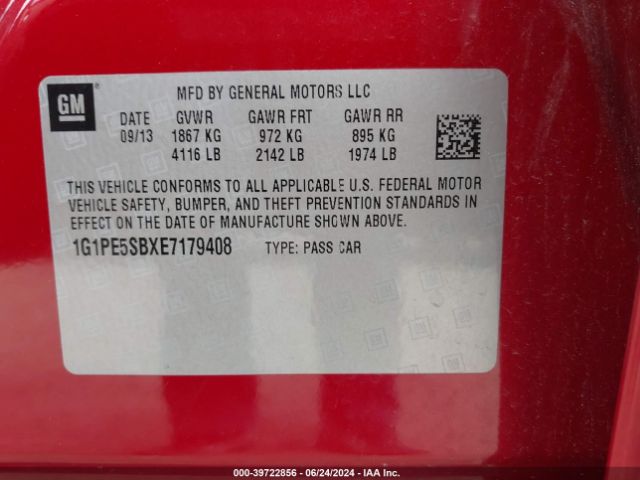 GM
MFD BY GENERAL MOTORS LLC
DATE GVWR GAWR FRT GAWR RR
09/13 1867 KG 972 KG 895 KG
4116 LB 2142 LB 1974 LB
THIS VEHICLE CONFORMS TO ALL APPLICABLE U.S. FEDERAL MOTOR
VEHICLE SAFETY, BUMPER, AND THEFT PREVENTION STANDARDS IN
EFFECT ON THE DATE OF MANUFACTURE SHOWN ABOVE.
1G1PE5SBXE7179408 TYPE: PASS CAR
000-39722856 - 06/24/2024 - IAA Inc.